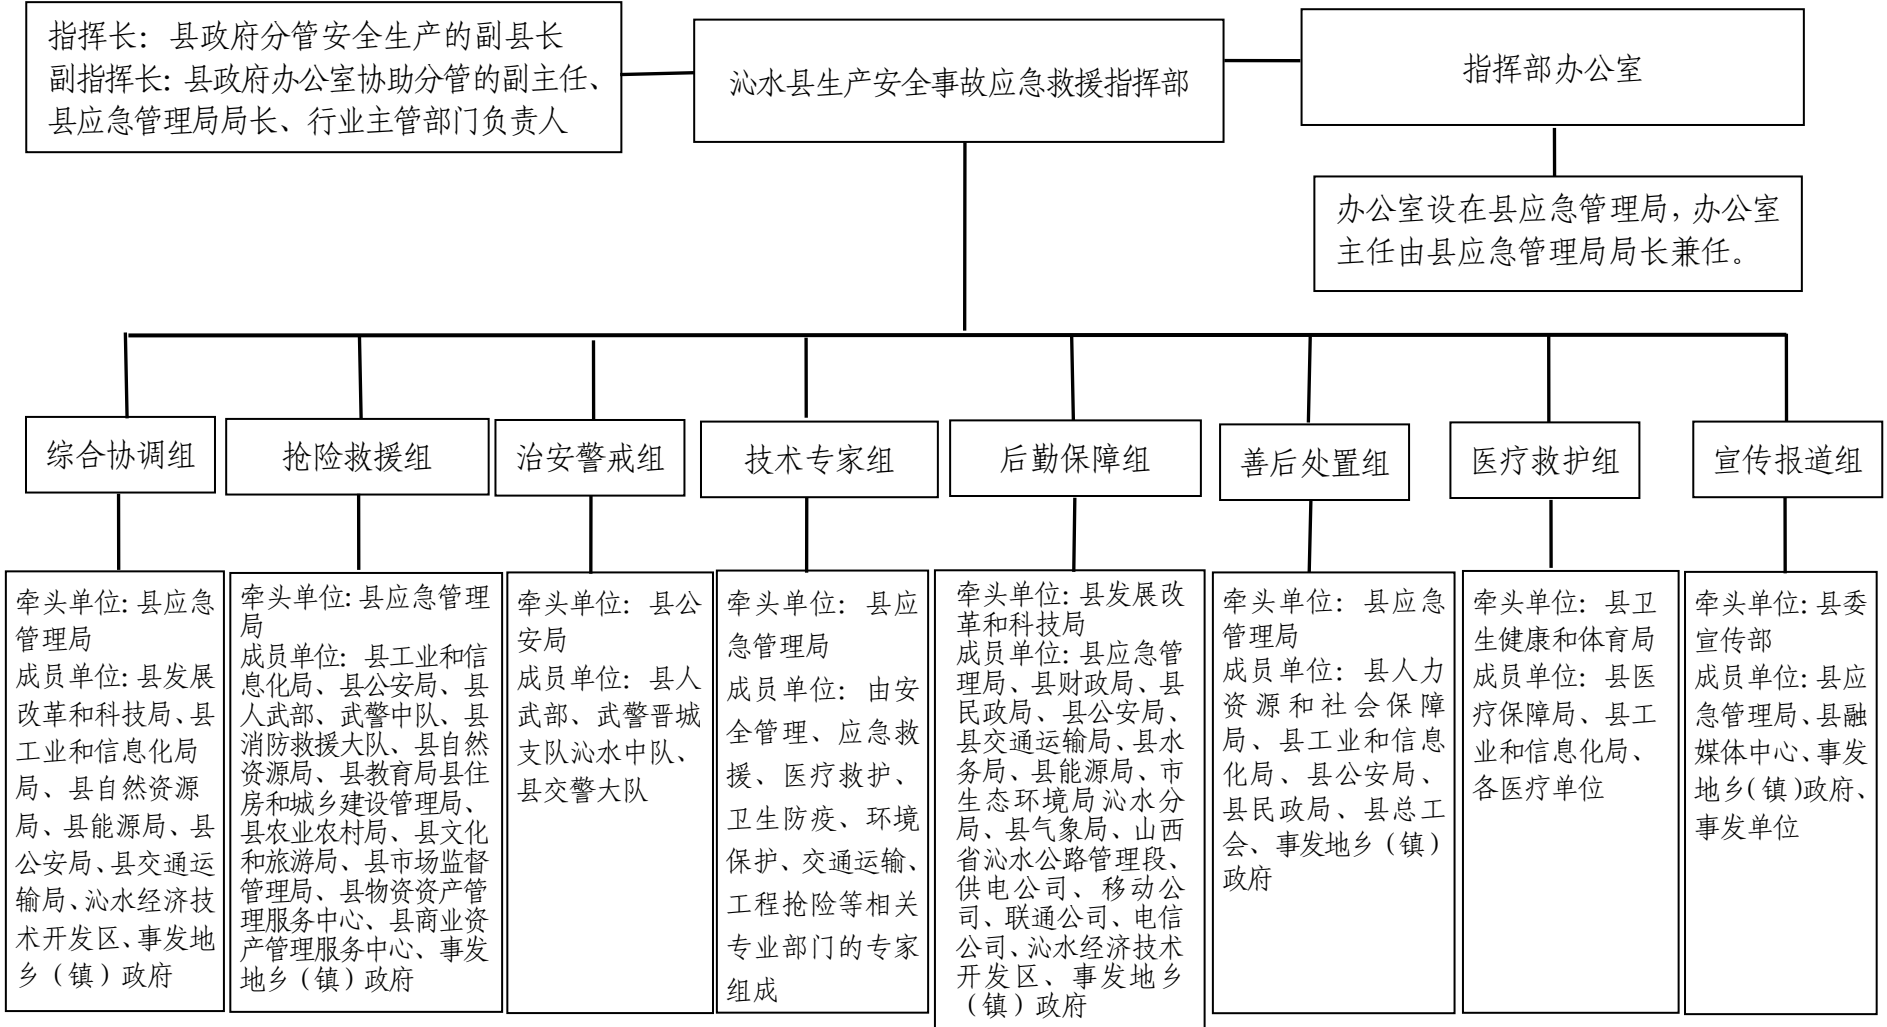 指挥长：县政府分管安全生产的副县长
副指挥长：县政府办公室协助分管的副主任、
县应急管理局局长、行业主管部门负责人
沁水县生产安全事故应急救援指挥部
指挥部办公室
办公室设在县应急管理局，办公室
主任由县应急管理局局长兼任。
综合协调组
抢险救援组
治安警戒组
技术专家组
后勤保障组
善后处置组
医疗救护组
宣传报道组
牵头单位：县应急
管理局
成员单位：县发展
改革和科技局、县
工业和信息化局
局、县自然资源
局、县能源局、县
公安局、县交通运
输局、沁水经济技
术开发区、事发地
乡（镇）政府
牵头单位：县应急管理
局
成员单位：县工业和信
息化局、县公安局、县
人武部、武警中队、县
消防救援大队、县自然
资源局、县教育局县住
房和城乡建设管理局、
县农业农村局、县文化
和旅游局、县市场监督
管理局、县物资资产管
理服务中心、县商业资
产管理服务中心、事发
地乡（镇）政府
牵头单位：县公
安局
成员单位：县人
武部、武警晋城
支队沁水中队、
县交警大队
牵头单位：县应
急管理局
成员单位：由安
全管理、应急救
援、医疗救护、
卫生防疫、环境
保护、交通运输、
工程抢险等相关
专业部门的专家
组成
牵头单位：县发展改
革和科技局
成员单位：县应急管
理局、县财政局、县
民政局、县公安局、
县交通运输局、县水
务局、县能源局、市
生态环境局沁水分
局、县气象局、山西
省沁水公路管理段、
供电公司、移动公
司、联通公司、电信
公司、沁水经济技术
开发区、事发地乡
（镇）政府
牵头单位：县应急
管理局
成员单位：县人力
资源和社会保障
局、县工业和信息
化局、县公安局、
县民政局、县总工
会、事发地乡（镇）
政府
牵头单位：县卫
生健康和体育局
成员单位：县医
疗保障局、县工
业和信息化局、
各医疗单位
牵头单位：县委
宣传部
成员单位：县应
急管理局、县融
媒体中心、事发
地乡（镇）政府、
事发单位